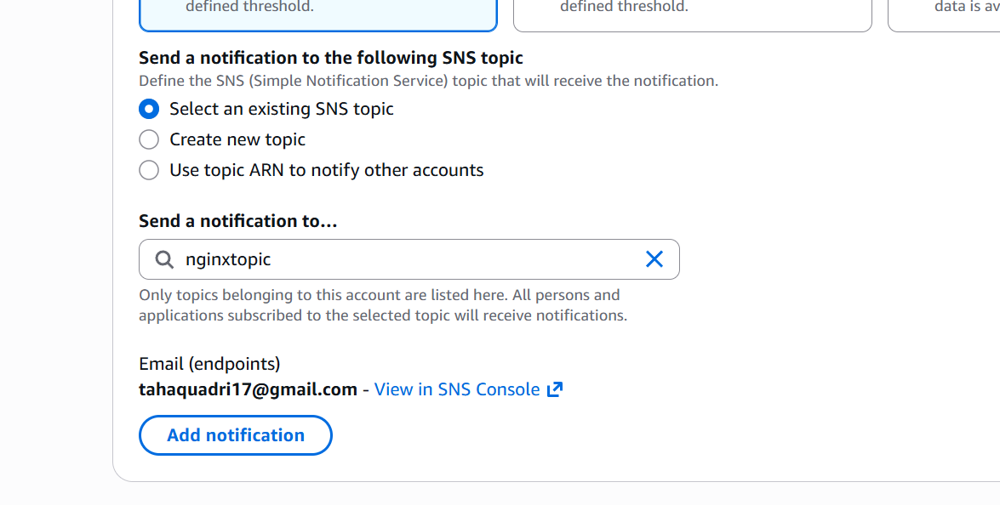 defined threshold.
defined threshold.
data is av
Send a notification to the following SNS topic
Define the SNS (Simple Notification Service) topic that will receive the notification.
Select an existing SNS topic
Create new topic
Use topic ARN to notify other accounts
Send a notification to...
nginxtopic
Only topics belonging to this account are listed here. All persons and
applications subscribed to the selected topic will receive notifications.
Email (endpoints)
tahaquadri17@gmail.com - View in SNS Console
Add notification